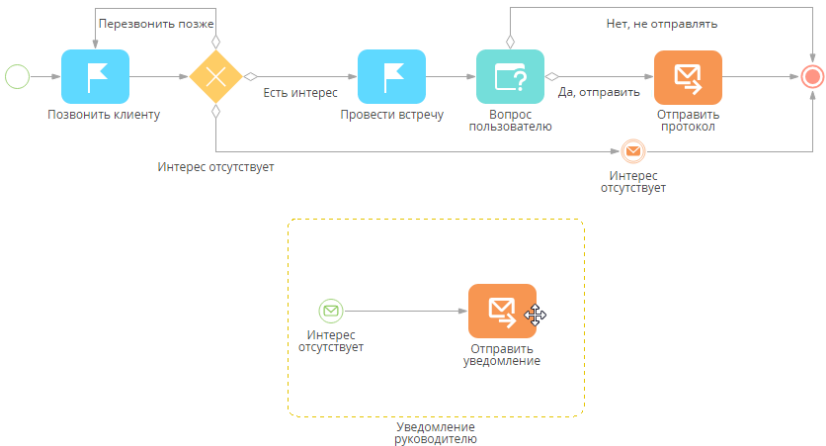 Перезвонить позже
Нет, не отправлять
Позвонить клиенту
Есть интерес
Провести встречу
Вопрос
пользователю
Да, отправить
Отправить
протокол
Интерес отсутствует
Интерес
отсутствует
Интерес
отсутствует
Отправить
уведомление
Уведомление
руководителю